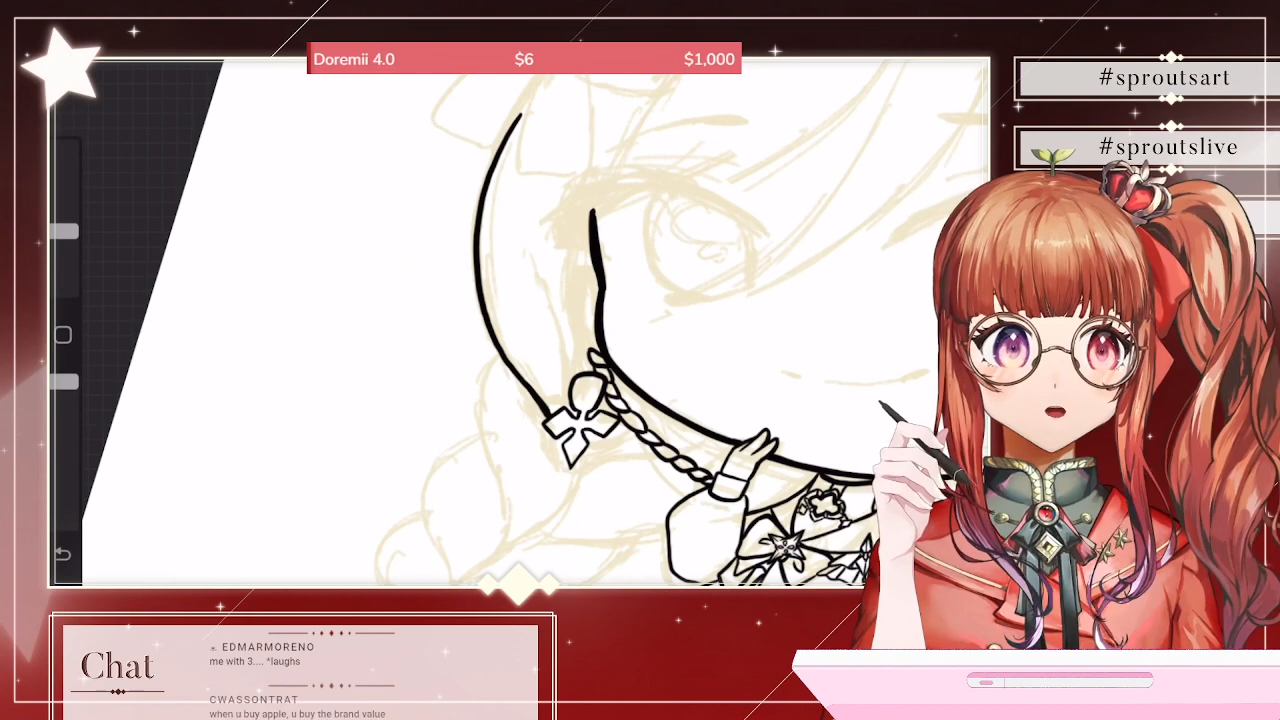 Doremii 4.0 $6 $1,000
#sproutsart
#sproutslive
Chat
EDMARMORENO
me with 3.... *laughs
CWASSONTRAT
when u buy apple, u buy the brand value